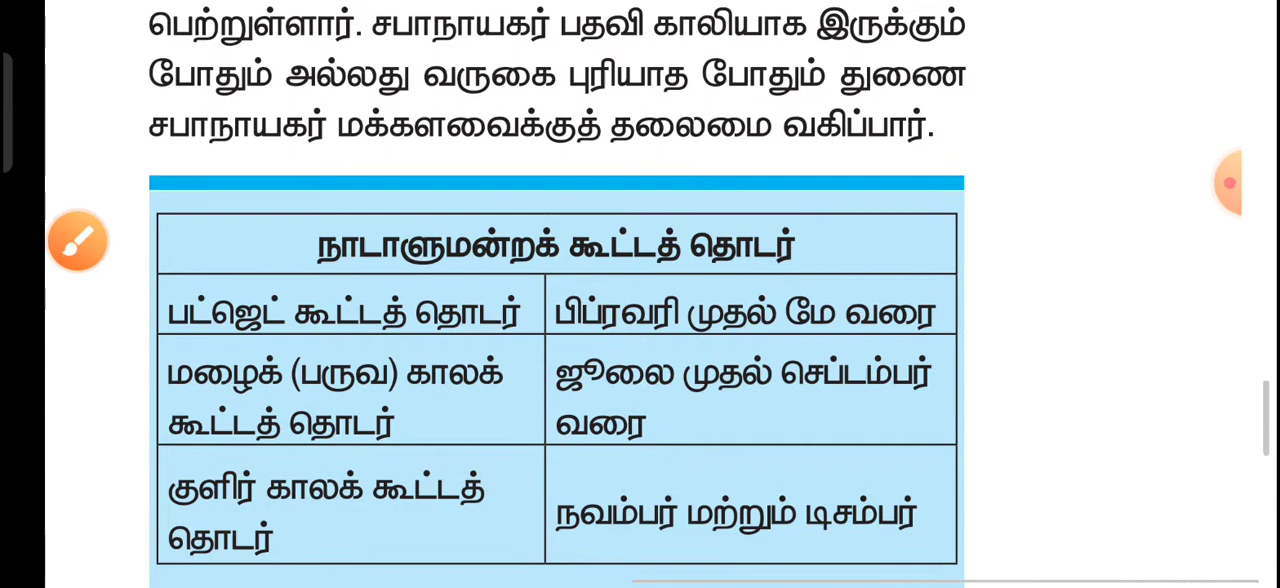 பெற்றுள்ளார். சபாநாயகர் பதவி காலியாக இருக்கும்
போதும் அல்லது வருகை புரியாத போதும் துணை
சபாநாயகர் மக்களவைக்குத் தலைமை வகிப்பார்.
நாடாளுமன்றக் கூட்டத் தொடர்
பட்ஜெட் கூட்டத் தொடர் பிப்ரவரி முதல் மே வரை
மழைக் (பருவ) காலக் ஜூலை முதல் செப்டம்பர்
கூட்டத் தொடர் வரை
குளிர் காலக் கூட்டத்
தொடர் நவம்பர் மற்றும் டிசம்பர்